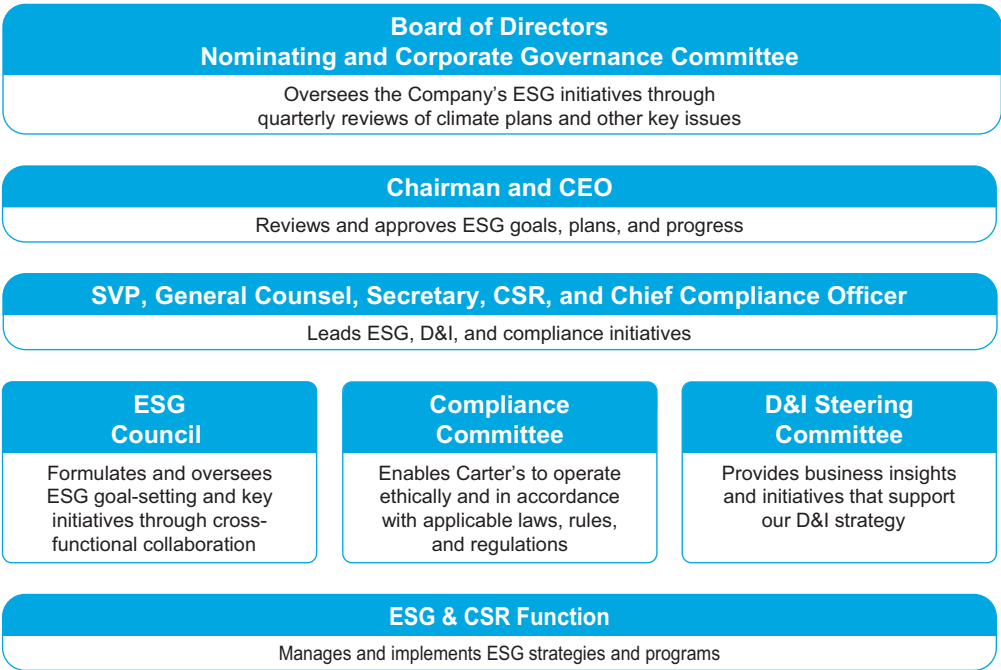 Board of Directors
Nominating and Corporate Governance Committee
Oversees the Company's ESG initiatives through
quarterly reviews of climate plans and other key issues
Chairman and CEO
Reviews and approves ESG goals, plans, and progress
SVP, General Counsel, Secretary, CSR, and Chief Compliance Officer
Leads ESG, D&I, and compliance initiatives
ESG
Council
Formulates and oversees
ESG goal-setting and key
initiatives through cross-
functional collaboration
Compliance
Committee
Enables Carter's to operate
ethically and in accordance
with applicable laws, rules,
and regulations
D&I Steering
Committee
Provides business insights
and initiatives that support
our D&I strategy
ESG & CSR Function
Manages and implements ESG strategies and programs